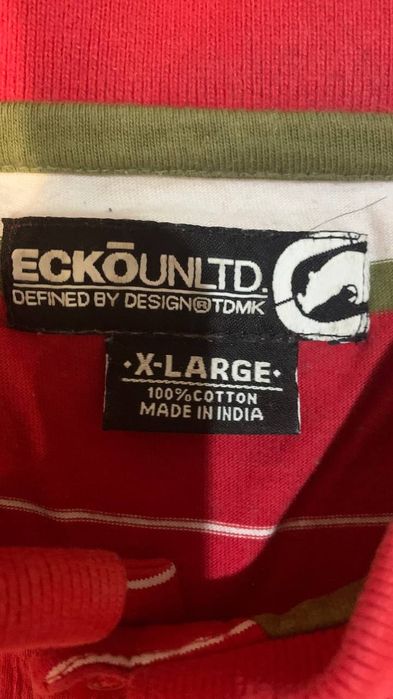 ECKŌUNLTD.
DEFINED BY DESIGN®TDMK
·X-LARGE·
100%COTTON
MADE IN INDIA